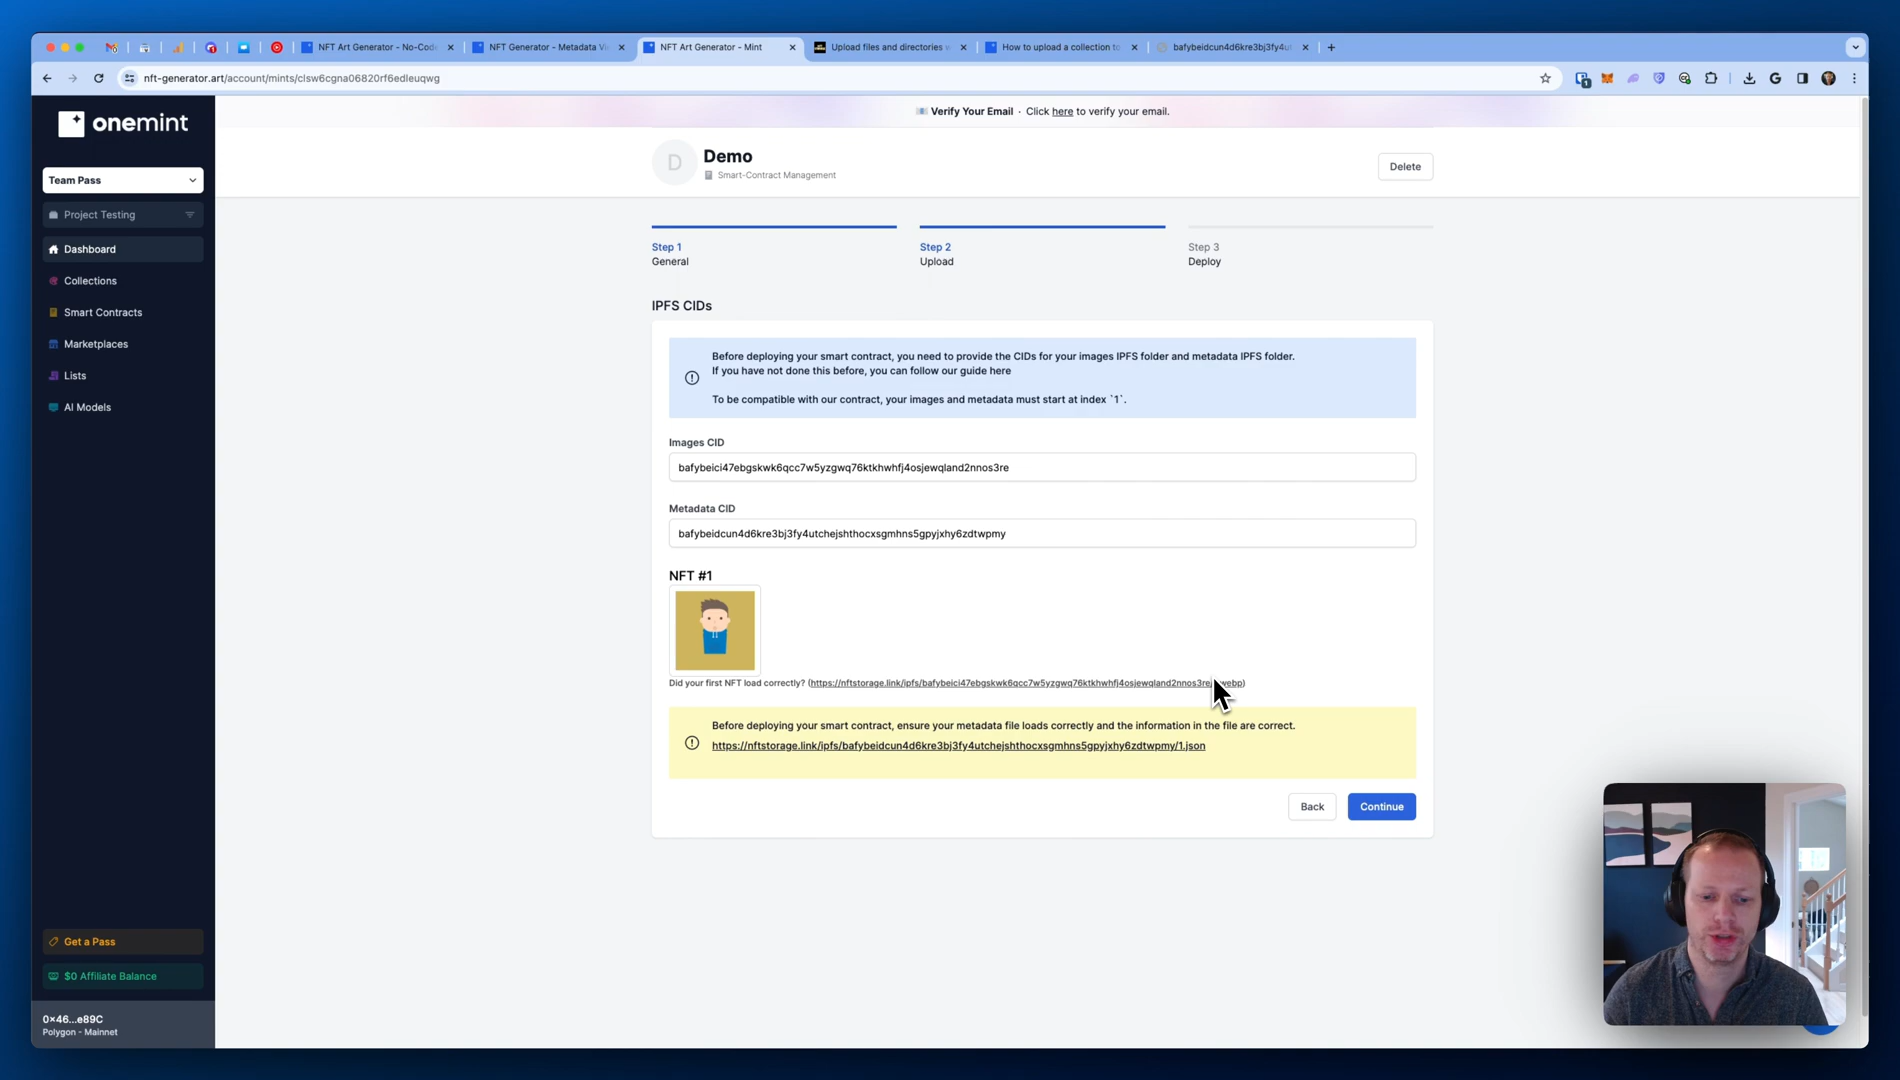 NFT Art Generator - No-Code
NFT Generator - Metadata Vi
NFT Art Generator - Mint
Upload files and directories w
How to upload a collection to
bafybeidcun4d6kre3bj3fy4ut
nft-generator.art/account/mints/clsw6cgna06820rf6edleuqwg
onemint
Team Pass
Project Testing
Dashboard
Collections
Smart Contracts
Marketplaces
Lists
AI Models
Get a Pass
$0 Affiliate Balance
0×46...e89C
Polygon - Mainnet
Verify Your Email · Click here to verify your email.
D
Demo
Smart-Contract Management
Delete
Step 1
General
Step 2
Upload
Step 3
Deploy
IPFS CIDs
Before deploying your smart contract, you need to provide the CIDs for your images IPFS folder and metadata IPFS folder.
If you have not done this before, you can follow our guide here
To be compatible with our contract, your images and metadata must start at index `1`.
Images CID
bafybeici47ebgskwk6qcc7w5yzgwq76ktkhwhfj4osjewqland2nnos3re
Metadata CID
bafybeidcun4d6kre3bj3fy4utchejshthocxsgmhns5gpyjxhy6zdtwpmy
NFT #1
Did your first NFT load correctly? (https://nftstorage.link/ipfs/bafybeici47ebgskwk6qcc7w5yzgwq76ktkhwhfj4osjewqland2nnos3re webp)
Before deploying your smart contract, ensure your metadata file loads correctly and the information in the file are correct.
https://nftstorage.link/ipfs/bafybeidcun4d6kre3bj3fy4utchejshthocxsgmhns5gpyjxhy6zdtwpmy/1.json
Back
Continue